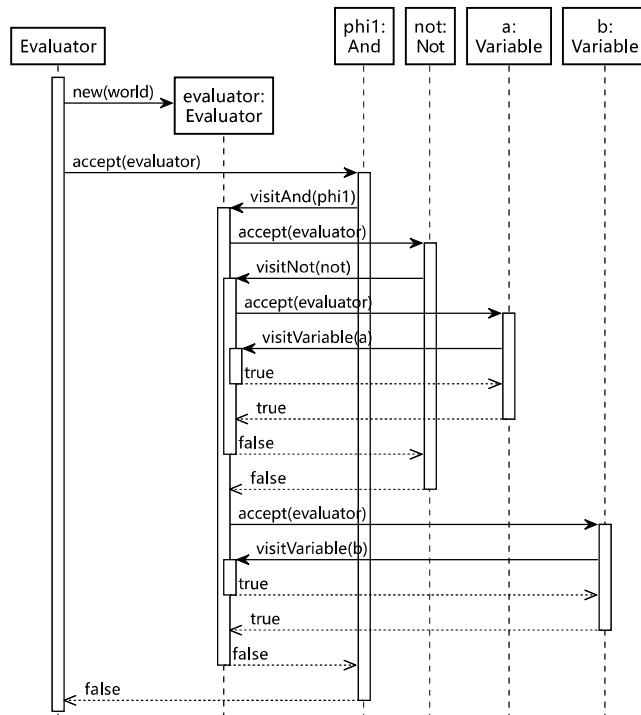 Evaluator
phi1:
And
not:
Not
a:
Variable
b:
Variable
new(world)
evaluator:
Evaluator
accept(evaluator)
visitAnd(phi1)
accept(evaluator)
visitNot(not)
accept(evaluator)
visitVariable(a)
true
true
false
false
accept(evaluator)
visitVariable(b)
true
true
false
false